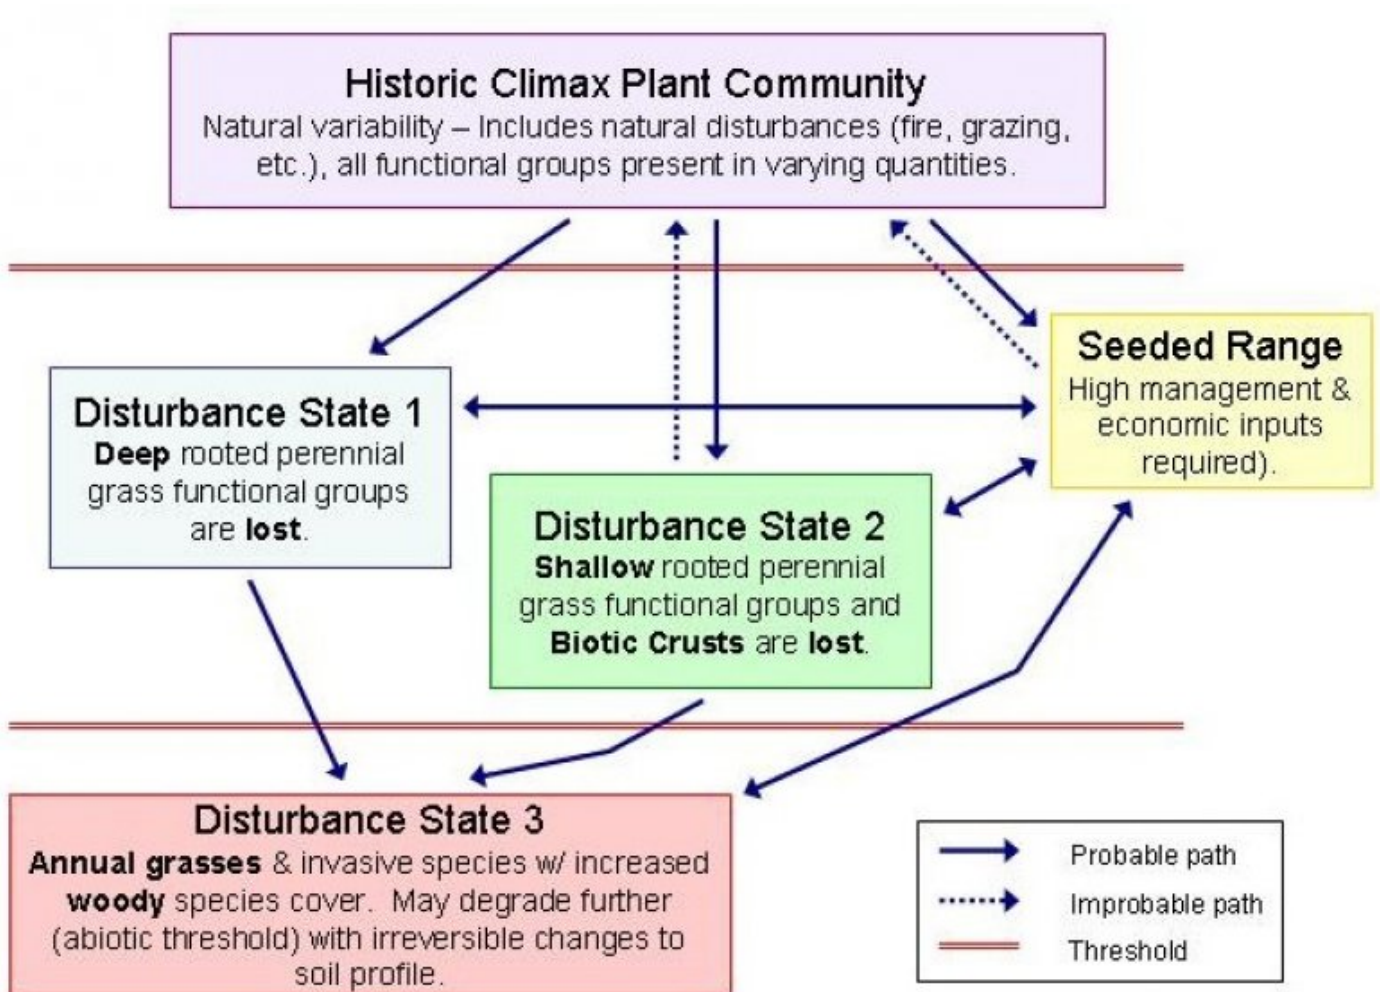 Historic Climax Plant Community
Natural variability – Includes natural disturbances (fire, grazing,
etc.), all functional groups present in varying quantities.
Seeded Range
High management &
economic inputs
required).
Disturbance State 1
Deep rooted perennial
grass functional groups
are lost.
Disturbance State 2
Shallow rooted perennial
grass functional groups and
Biotic Crusts are lost.
Disturbance State 3
Annual grasses & invasive species w/ increased
woody species cover. May degrade further
(abiotic threshold) with irreversible changes to
soil profile.
Probable path
Improbable path
Threshold